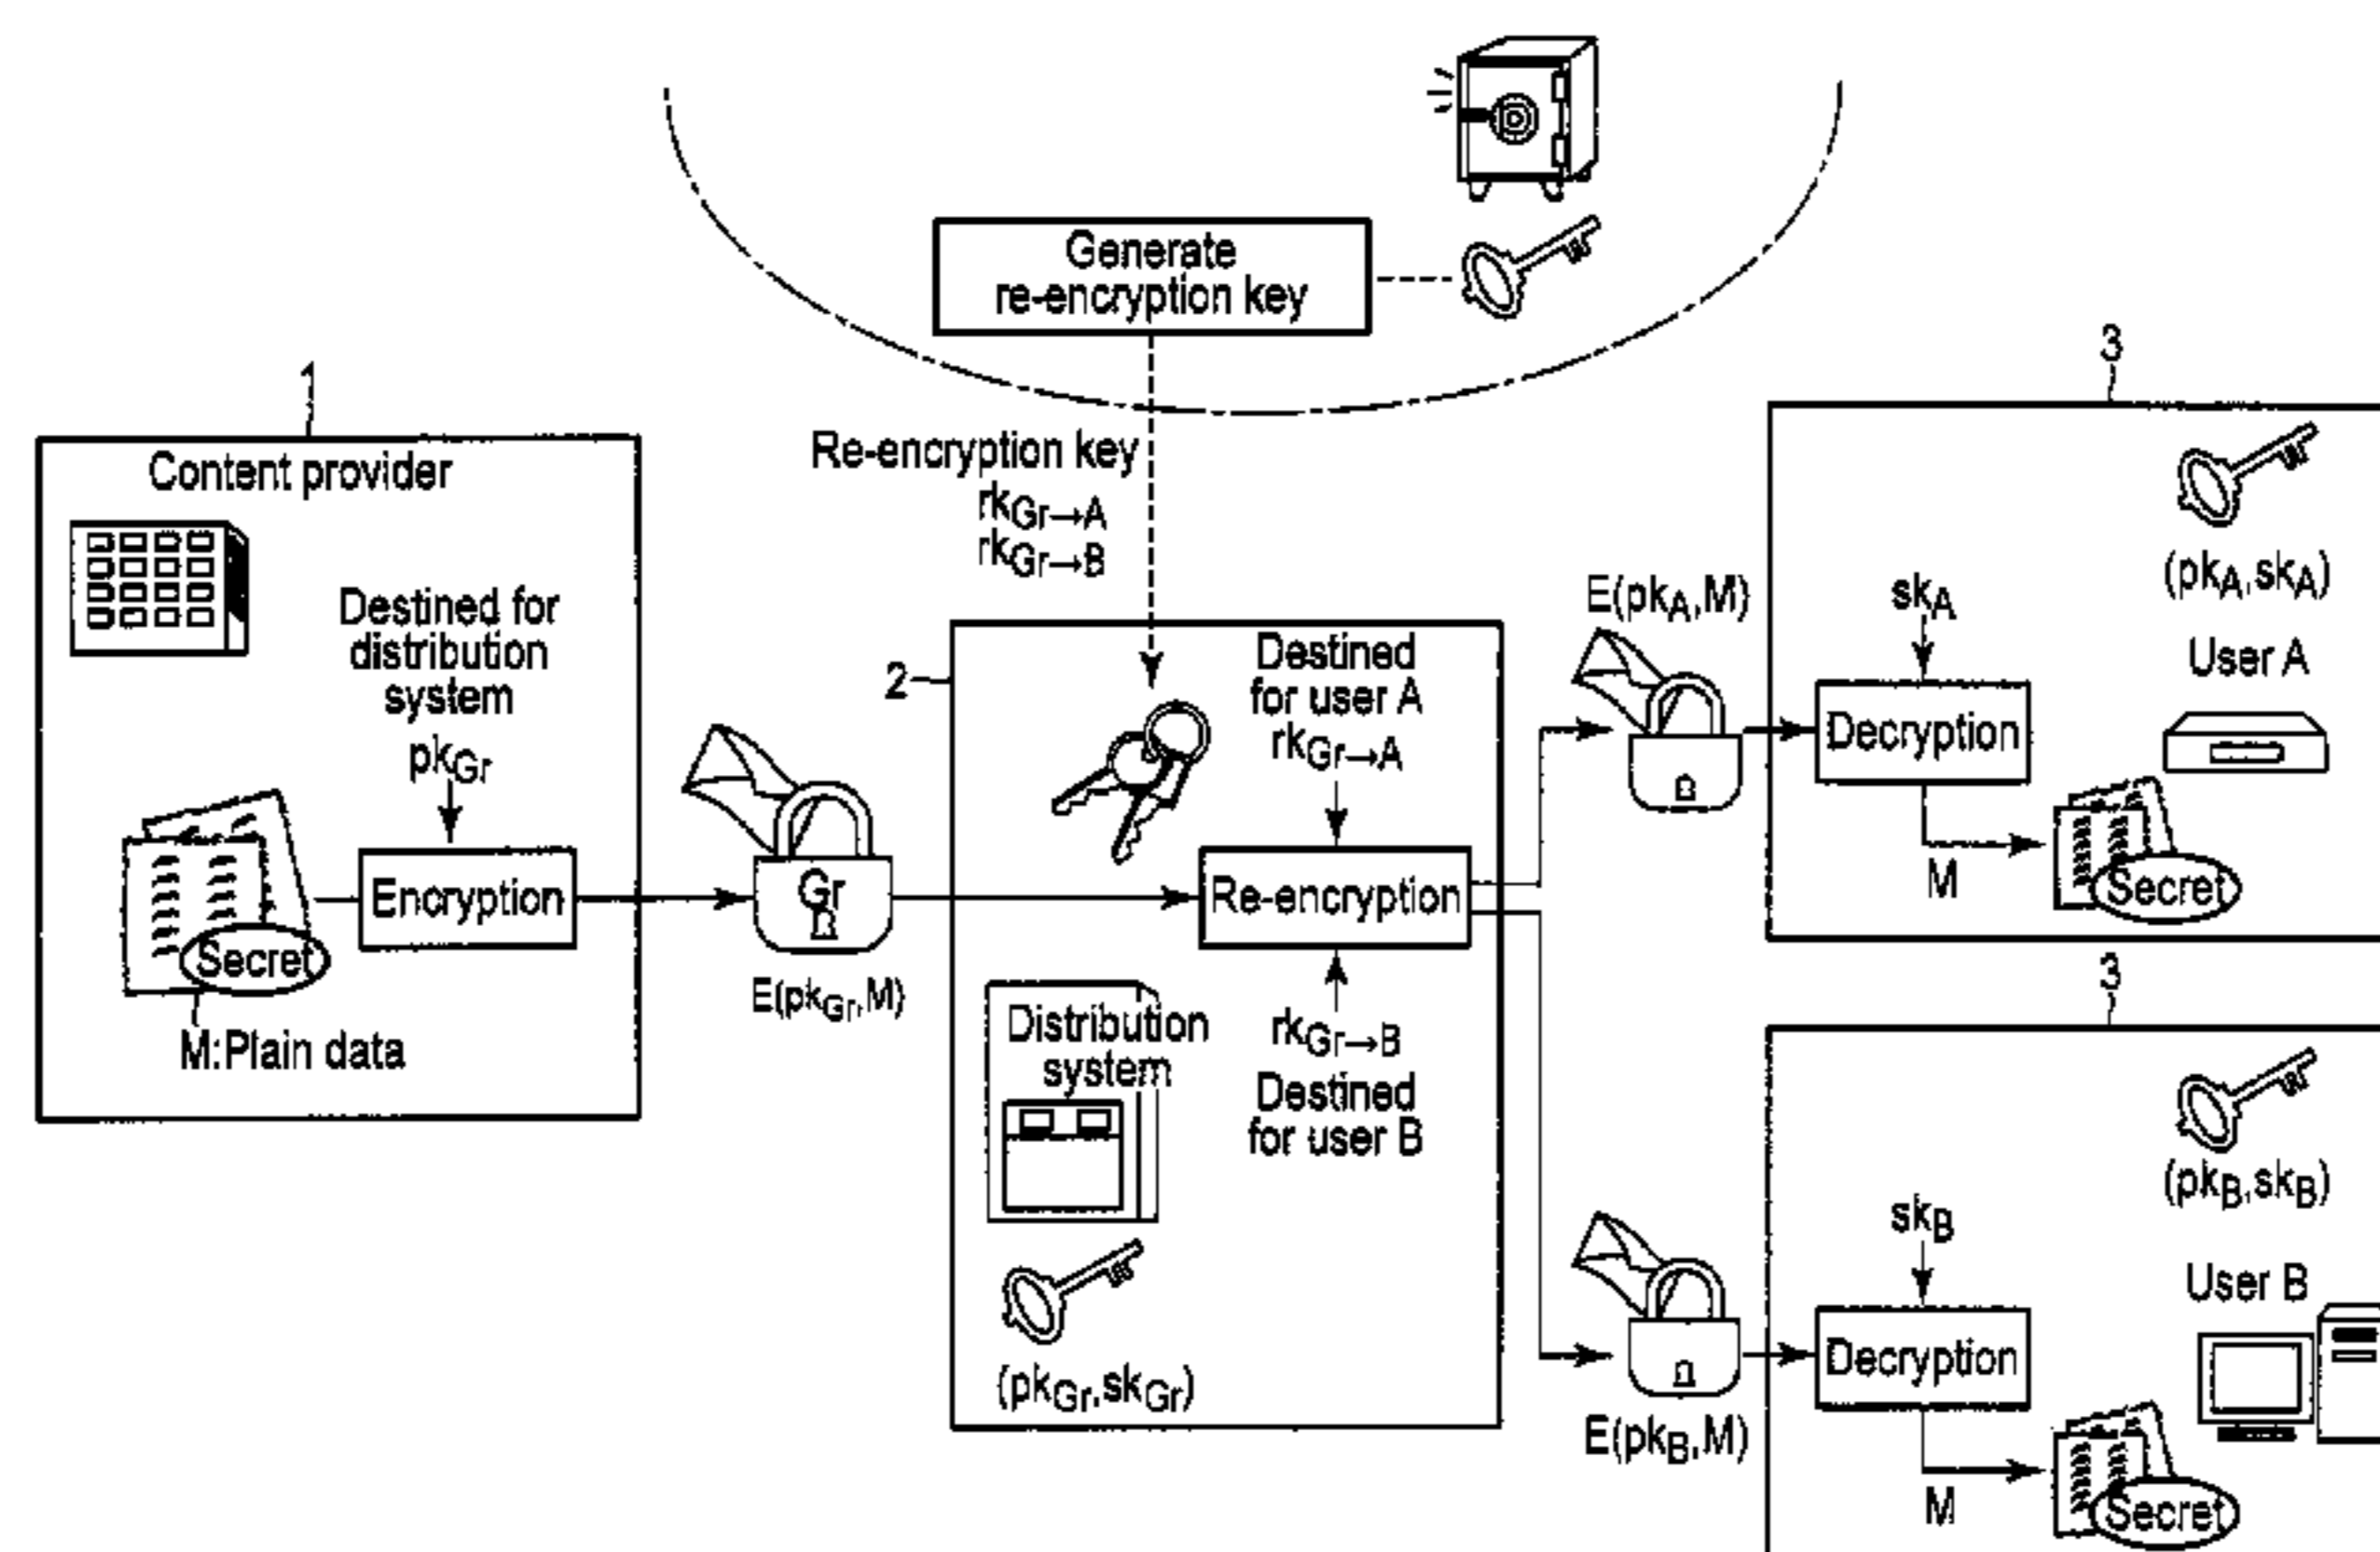 Generate
re-encryption key
1
Content provider
Destined for
distribution
system
pkGr
Encryption
Secret
M:Plain data
Re-encryption key
rkGr→A
rkGr→B
Gr
E(pkGr,M)
2
Destined
for user A
rkGr→A
Re-encryption
rkGr→B
Destined
for user B
Distribution
system
(pkGr,skGr)
E(pkA,M)
3
(pkA,skA)
skA
User A
Decryption
M
Secret
E(pkB,M)
3
(pkB,skB)
skB
User B
Decryption
M
Secret